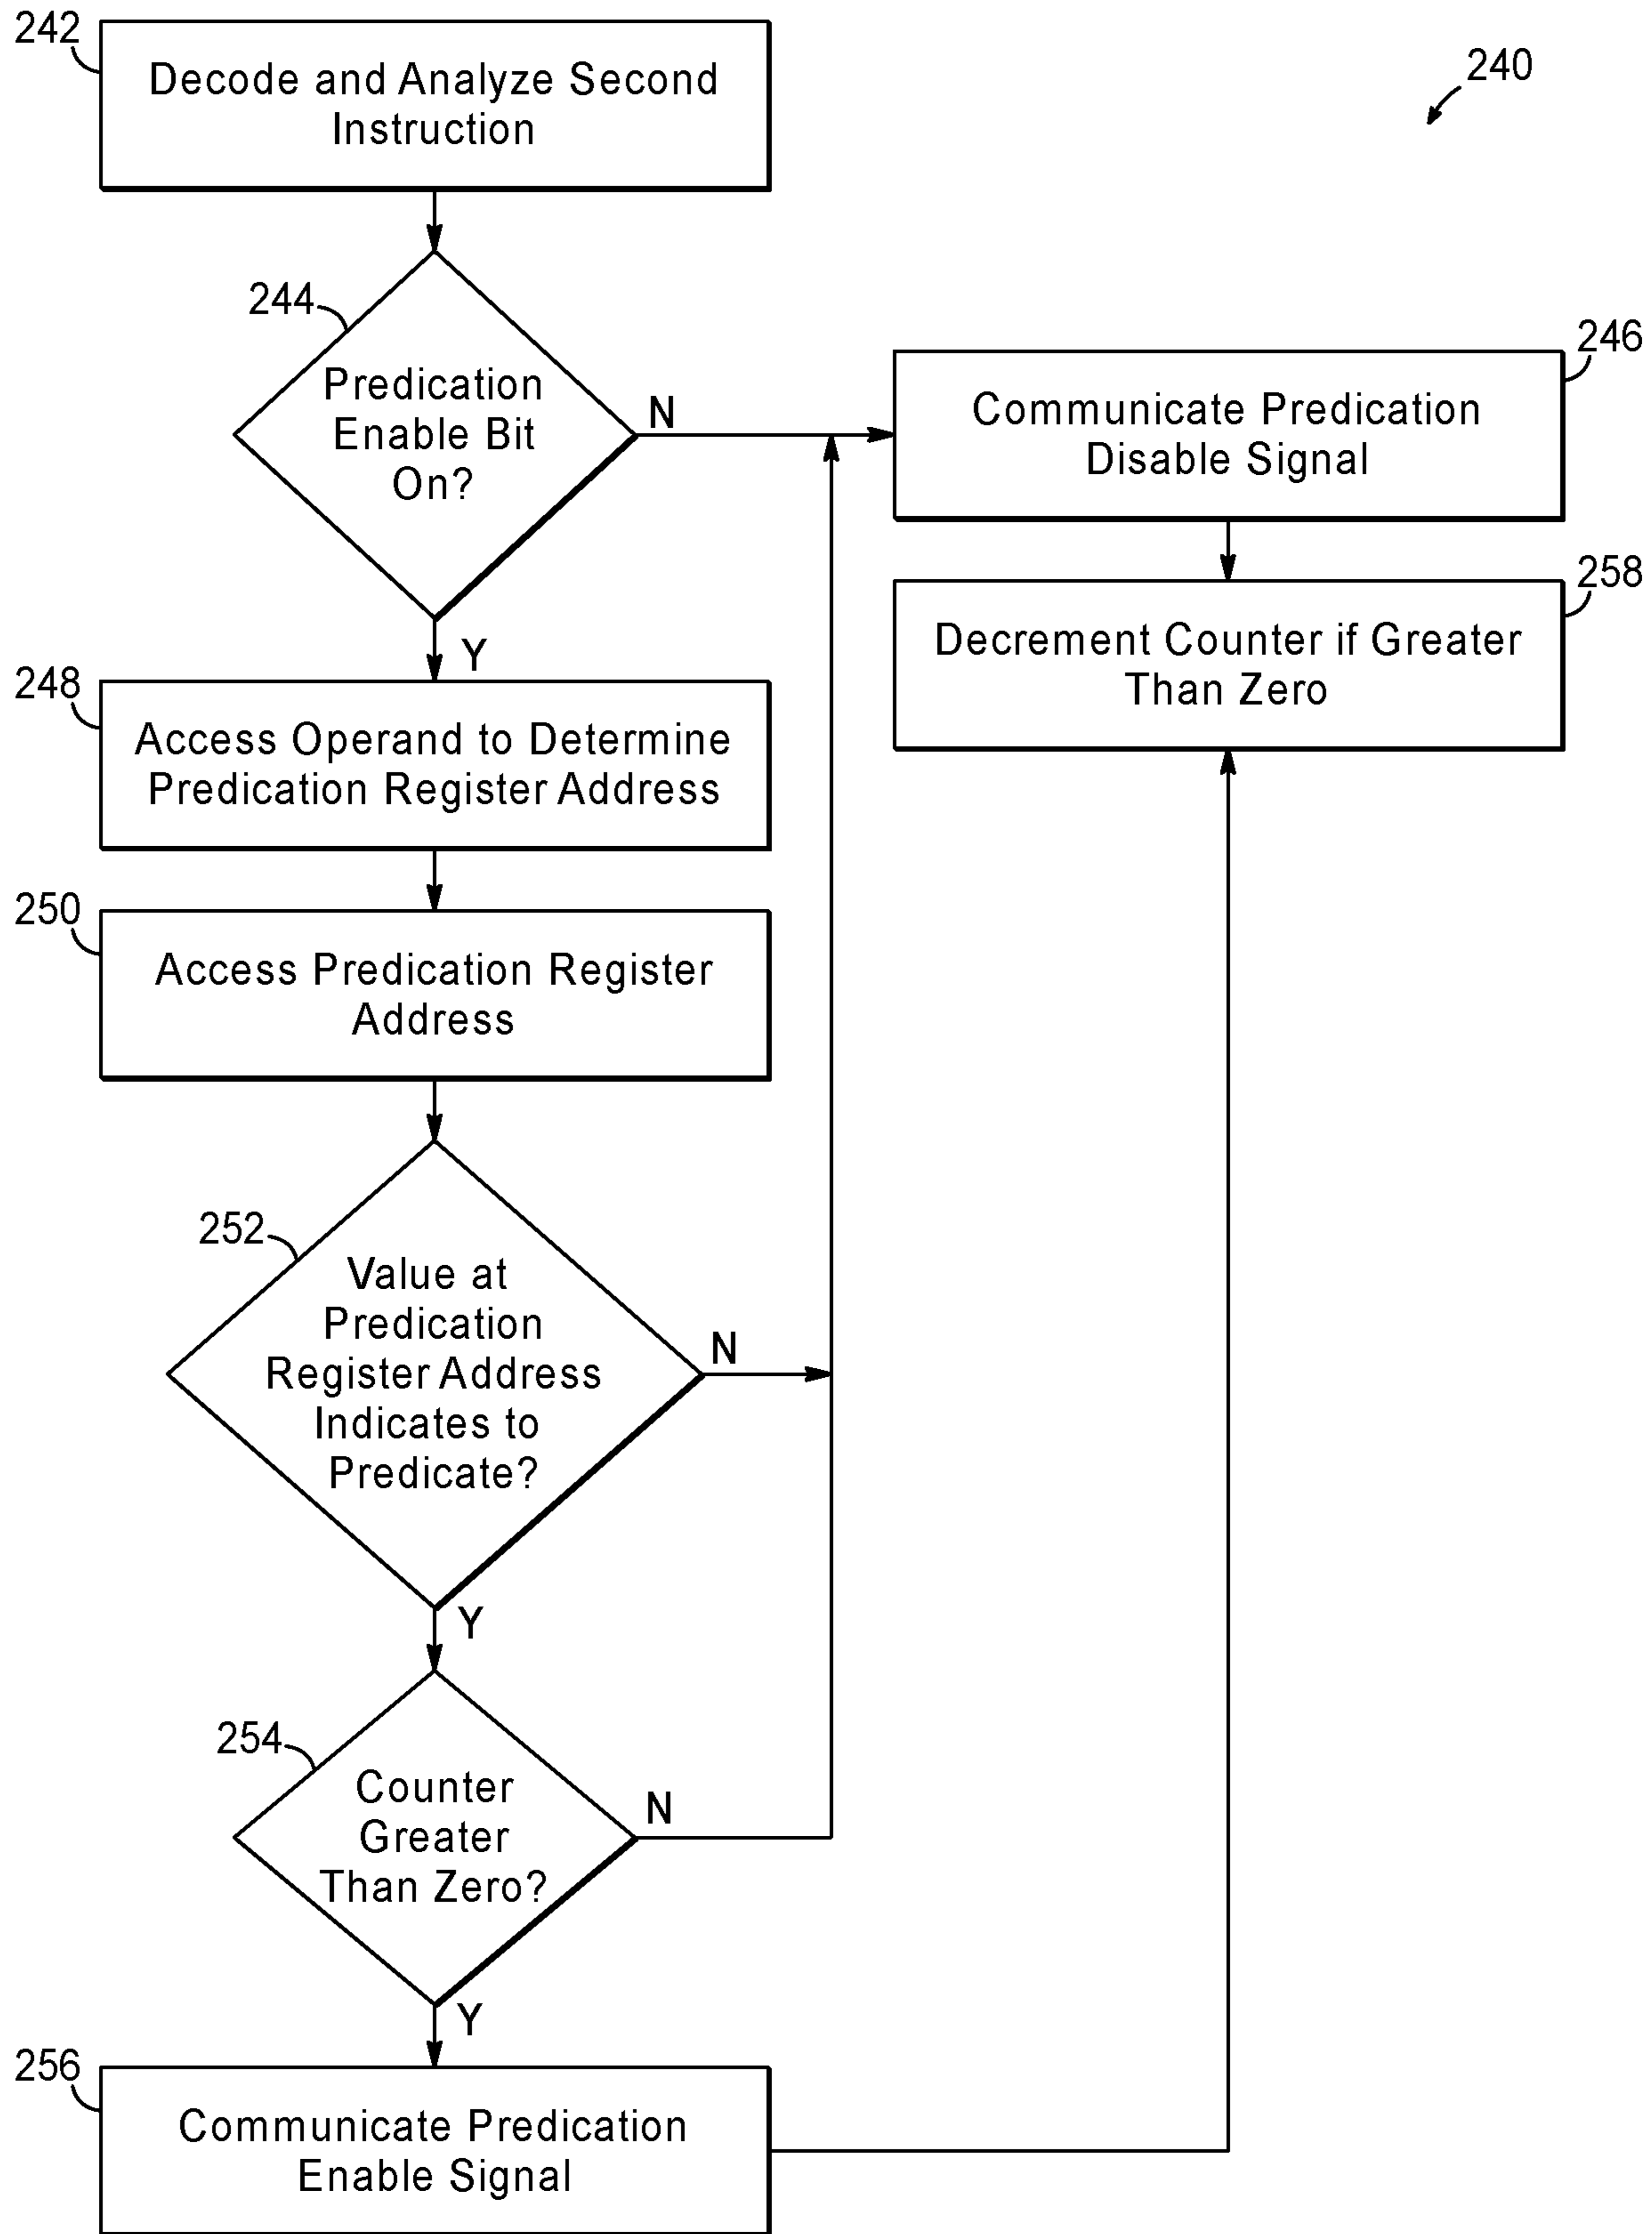 242
Decode and Analyze Second
Instruction
240
244
Predication
Enable Bit
On?
N
Y
246
Communicate Predication
Disable Signal
258
Decrement Counter if Greater
Than Zero
248
Access Operand to Determine
Predication Register Address
250
Access Predication Register
Address
252
Value at
Predication
Register Address
Indicates to
Predicate?
N
Y
254
Counter
Greater
Than Zero?
N
Y
256
Communicate Predication
Enable Signal